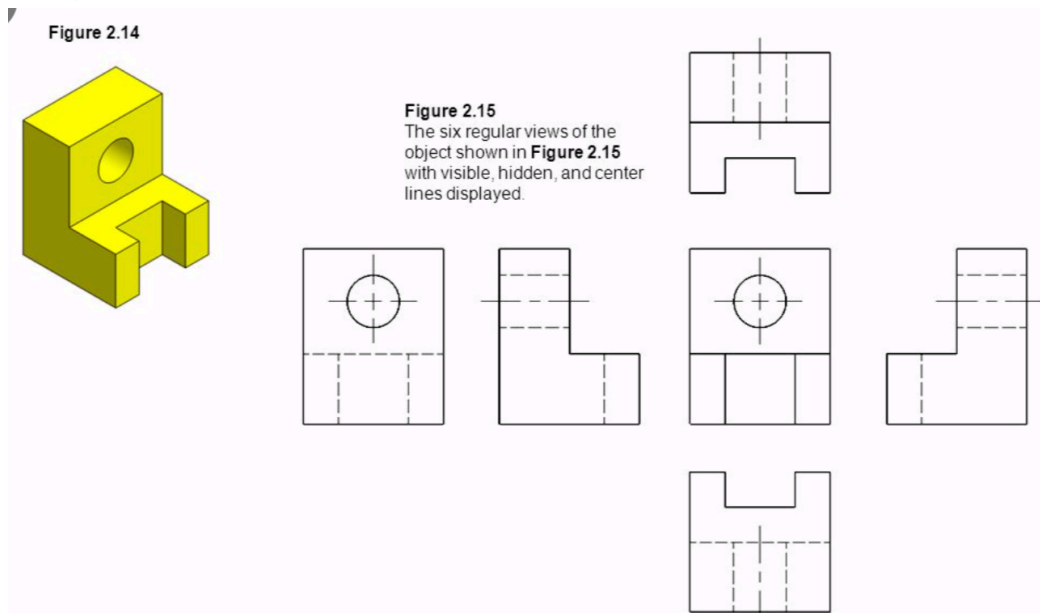 Figure 2.14
Figure 2.15
The six regular views of the
object shown in Figure 2.15
with visible, hidden, and center
lines displayed.